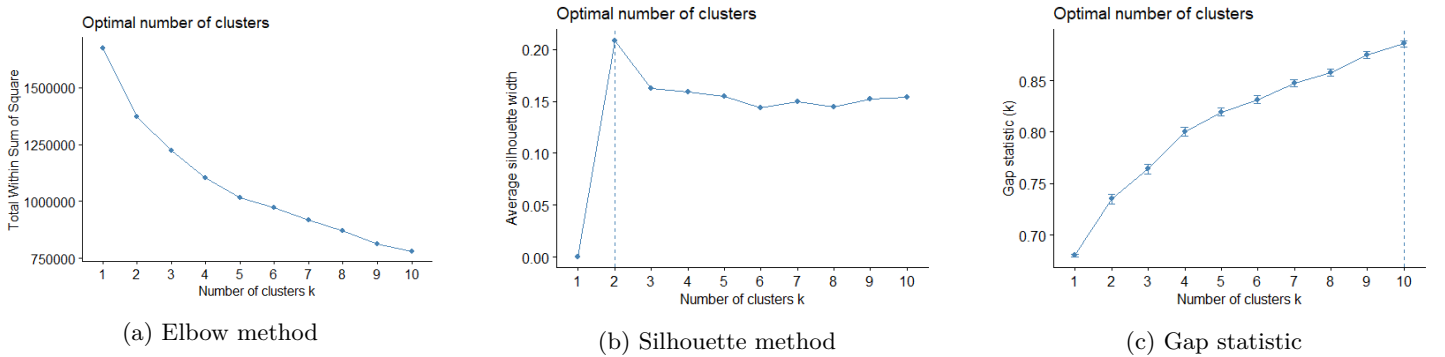 Optimal number of clusters
Total Within Sum of Square
1500000
1250000
1000000
750000
1 2 3 4 5 6 7 8 9 10
Number of clusters k
(a) Elbow method
Optimal number of clusters
Average silhouette width
0.20
0.15
0.10
0.05
0.00
1 2 3 4 5 6 7 8 9 10
Number of clusters k
(b) Silhouette method
Optimal number of clusters
Gap statistic (k)
0.85
0.80
0.75
0.70
1 2 3 4 5 6 7 8 9 10
Number of clusters k
(c) Gap statistic